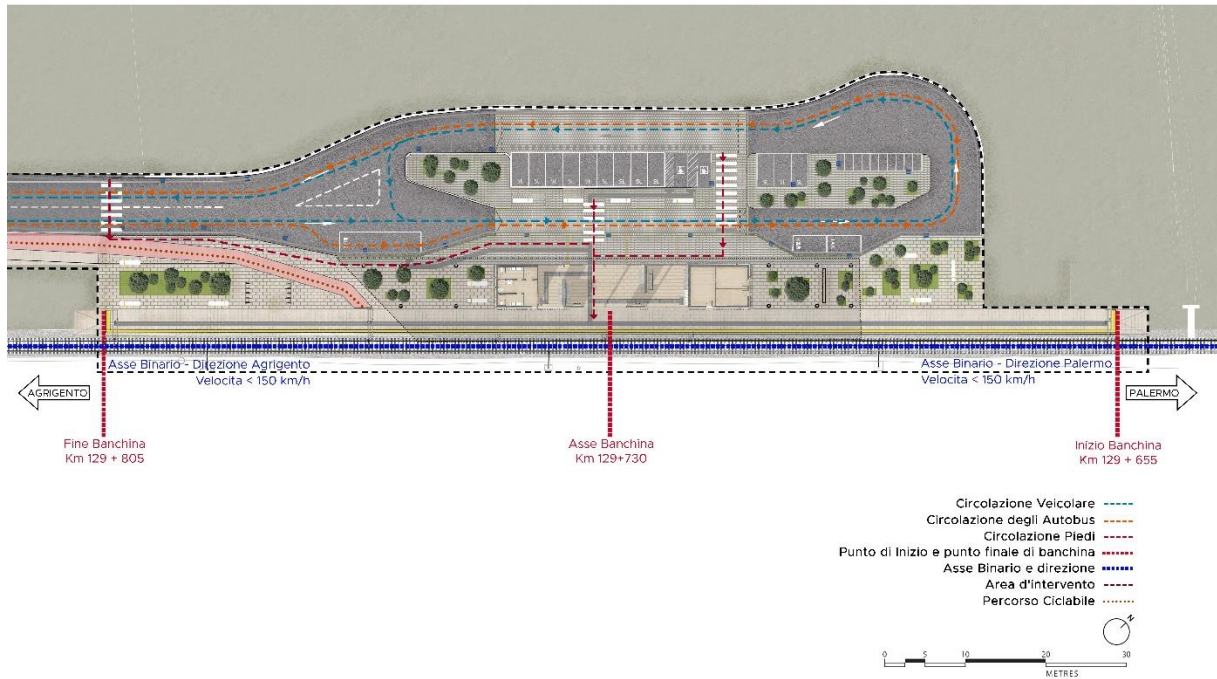 Asse Binario - Direzione Agrigento
Velocita < 150 km/h
Asse Binario - Direzione Palermo
Velocita < 150 km/h
AGRIGENTO
PALERMO
Fine Banchina
Km 129 + 805
Asse Banchina
Km 129+730
Inizio Banchina
Km 129 + 655
Circolazione Veicolare
Circolazione degli Autobus
Circolazione Piedi
Punto di Inizio e punto finale di banchina
Asse Binario e direzione
Area d'intervento
Percorso Ciclabile
N
0 5 10 20 30
METRES